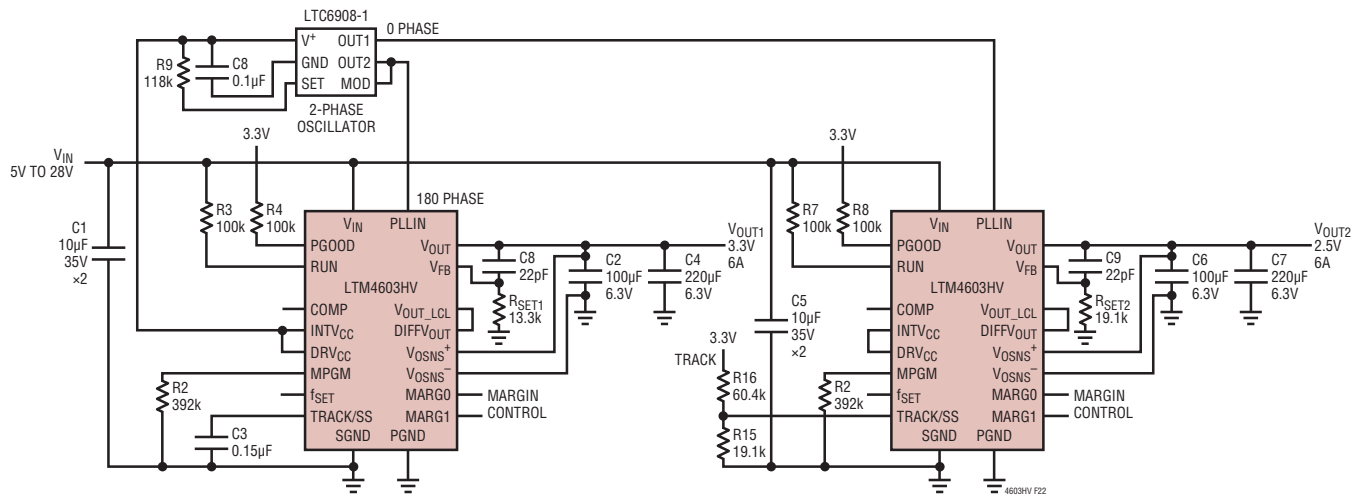 LTC6908-1
V+ OUT1
GND OUT2
SET MOD
0 PHASE
R9
118k
C8
0.1µF
2-PHASE
OSCILLATOR
VIN
5V TO 28V
C1
10µF
35V
×2
R3
100k
3.3V
R4
100k
180 PHASE
VIN PLLIN
PGOOD
RUN
COMP
INTVCC
DRVCC
MPGM
fSET
TRACK/SS
SGND PGND
LTM4603HV
VOUT
VFB
VOUT_LCL
DIFFVOUT
VOSNS+
VOSNS–
MARG0
MARG1
R2
392k
C3
0.15µF
C8
22pF
RSET1
13.3k
C2
100µF
6.3V
C4
220µF
6.3V
VOUT1
3.3V
6A
MARGIN
CONTROL
C5
10µF
35V
×2
3.3V
TRACK
R16
60.4k
R15
19.1k
R7
100k
3.3V
R8
100k
R2
392k
VIN PLLIN
PGOOD
RUN
COMP
INTVCC
DRVCC
MPGM
fSET
TRACK/SS
SGND PGND
LTM4603HV
VOUT
VFB
VOUT_LCL
DIFFVOUT
VOSNS+
VOSNS–
MARG0
MARG1
C9
22pF
RSET2
19.1k
C6
100µF
6.3V
C7
220µF
6.3V
VOUT2
2.5V
6A
MARGIN
CONTROL
4603HV F22